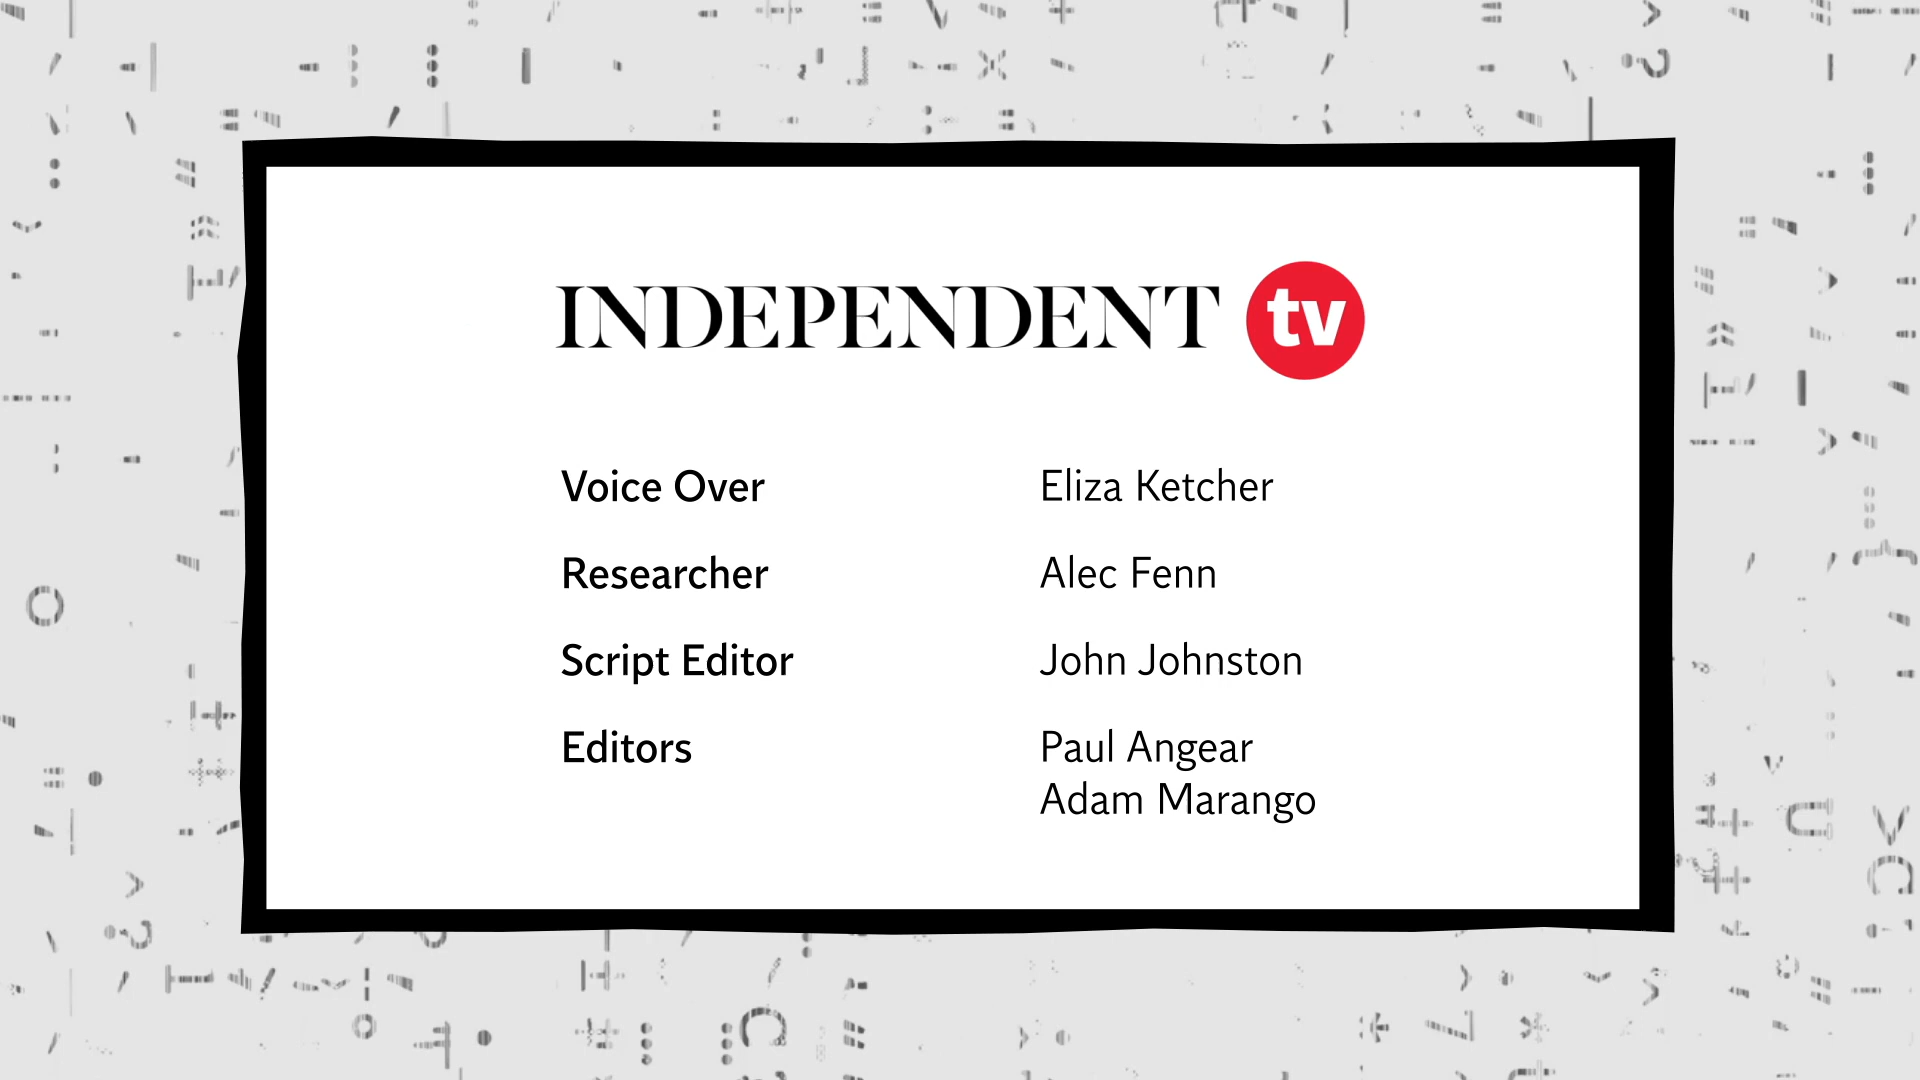 INDEPENDENT tv
Voice Over Eliza Ketcher
Researcher Alec Fenn
Script Editor John Johnston
Editors Paul Angear
Adam Marango